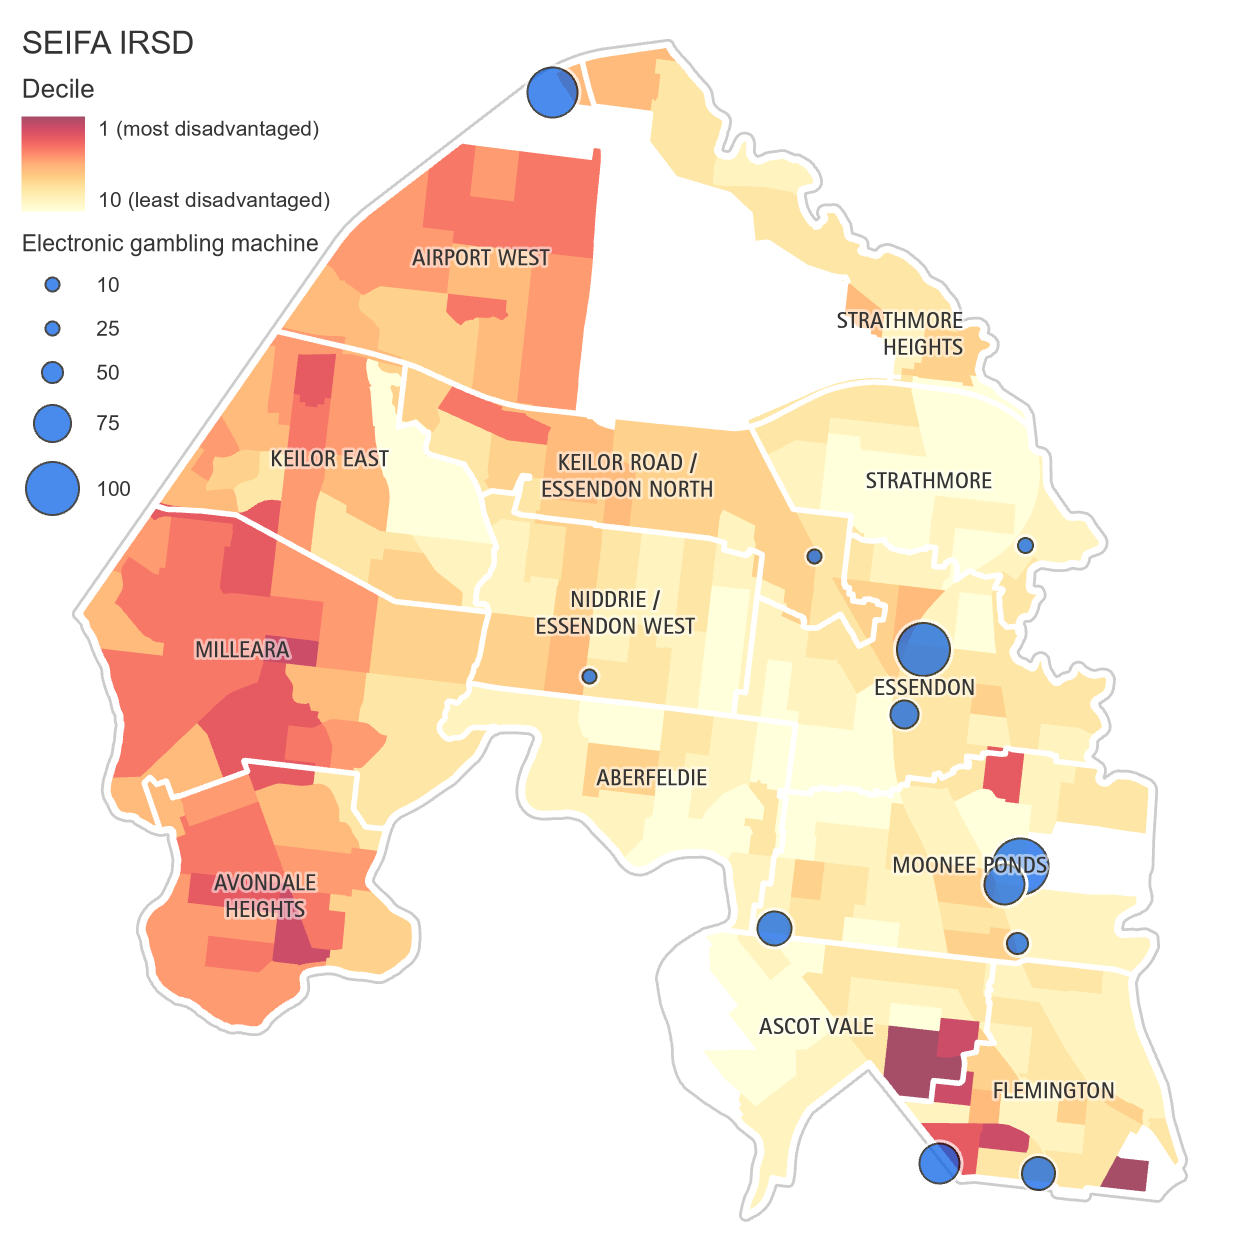 SEIFA IRSD
Decile
1 (most disadvantaged)
10 (least disadvantaged)
Electronic gambling machine
10
25
50
75
100
AIRPORT WEST
STRATHMORE
HEIGHTS
KEILOR EAST
KEILOR ROAD /
ESSENDON NORTH
STRATHMORE
NIDDRIE /
ESSENDON WEST
MILLEARA
ESSENDON
ABERFELDIE
MOONEE PONDS
AVONDALE
HEIGHTS
ASCOT VALE
FLEMINGTON